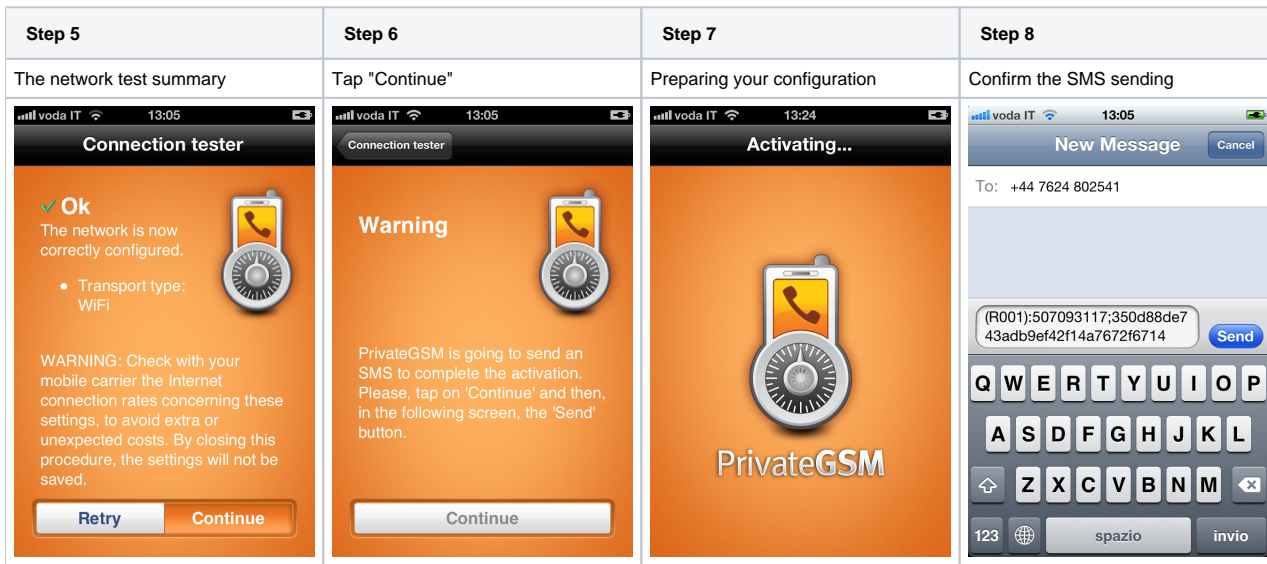 Step 5
Step 6
Step 7
Step 8
The network test summary
Tap "Continue"
Preparing your configuration
Confirm the SMS sending
voda IT 13:05
Connection tester
✓ Ok
The network is now
correctly configured.
• Transport type:
WiFi
WARNING: Check with your
mobile carrier the Internet
connection rates concerning these
settings, to avoid extra or
unexpected costs. By closing this
procedure, the settings will not be
saved.
Retry
Continue
voda IT 13:05
Connection tester
Warning
PrivateGSM is going to send an
SMS to complete the activation.
Please, tap on 'Continue' and then,
in the following screen, the 'Send'
button.
Continue
voda IT 13:24
Activating...
PrivateGSM
voda IT 13:05
New Message
Cancel
To: +44 7624 802541
(R001):507093117;350d88de7
43adb9ef42f14a7672f6714
Send
Q W E R T Y U I O P
A S D F G H J K L
Z X C V B N M
123
spazio
invio